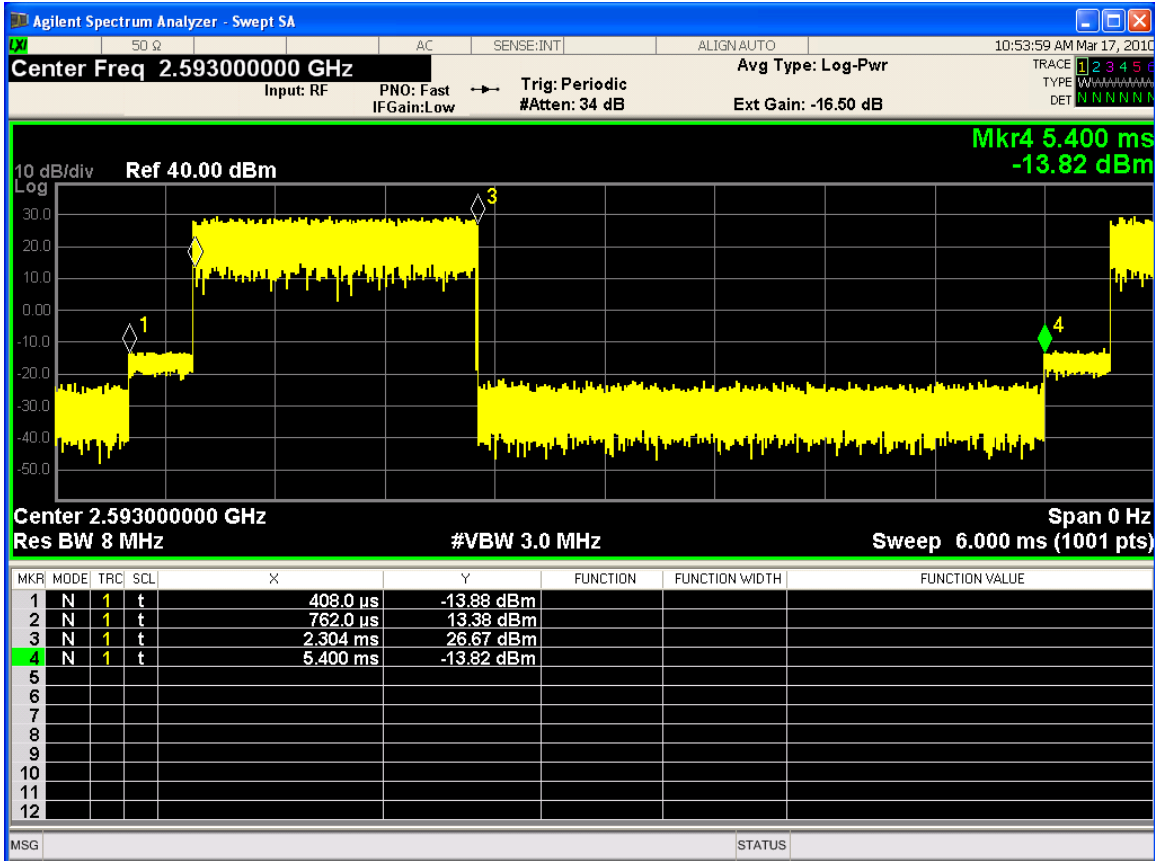 Agilent Spectrum Analyzer - Swept SA
LXI 50 Ω AC SENSE:INT ALIGN AUTO 10:53:59 AM Mar 17, 2010
Center Freq 2.593000000 GHz Avg Type: Log-Pwr TRACE 1 2 3 4 5 6
Input: RF PNO: Fast Trig: Periodic TYPE WWWWWW
IFGain:Low #Atten: 34 dB Ext Gain: -16.50 dB DET N N N N N N
Mkr4 5.400 ms
10 dB/div Ref 40.00 dBm -13.82 dBm
Log
3
30.0
20.0
10.0
0.00
1 4
-10.0
-20.0
-30.0
-40.0
-50.0
Center 2.593000000 GHz Span 0 Hz
Res BW 8 MHz #VBW 3.0 MHz Sweep 6.000 ms (1001 pts)
MKR MODE TRC SCL X Y FUNCTION FUNCTION WIDTH FUNCTION VALUE
1 N 1 t 408.0 µs -13.88 dBm
2 N 1 t 762.0 µs 13.38 dBm
3 N 1 t 2.304 ms 26.67 dBm
4 N 1 t 5.400 ms -13.82 dBm
5
6
7
8
9
10
11
12
MSG STATUS